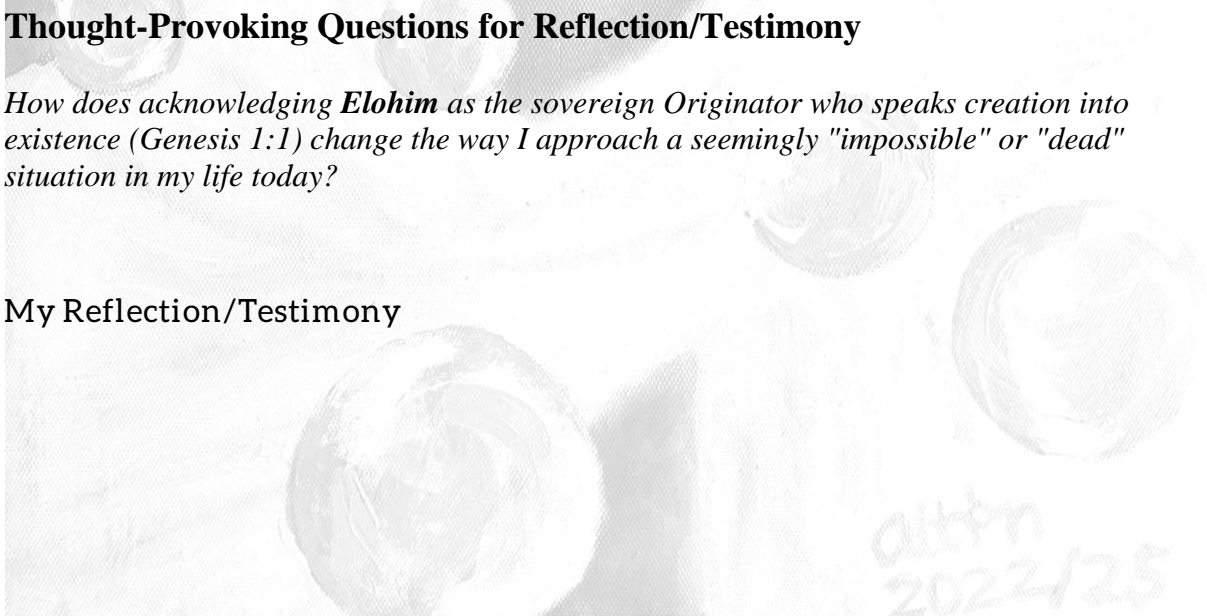 Thought-Provoking Questions for Reflection/Testimony
How does acknowledging Elohim as the sovereign Originator who speaks creation into
existence (Genesis 1:1) change the way I approach a seemingly "impossible" or "dead"
situation in my life today?
My Reflection/Testimony
2022/25